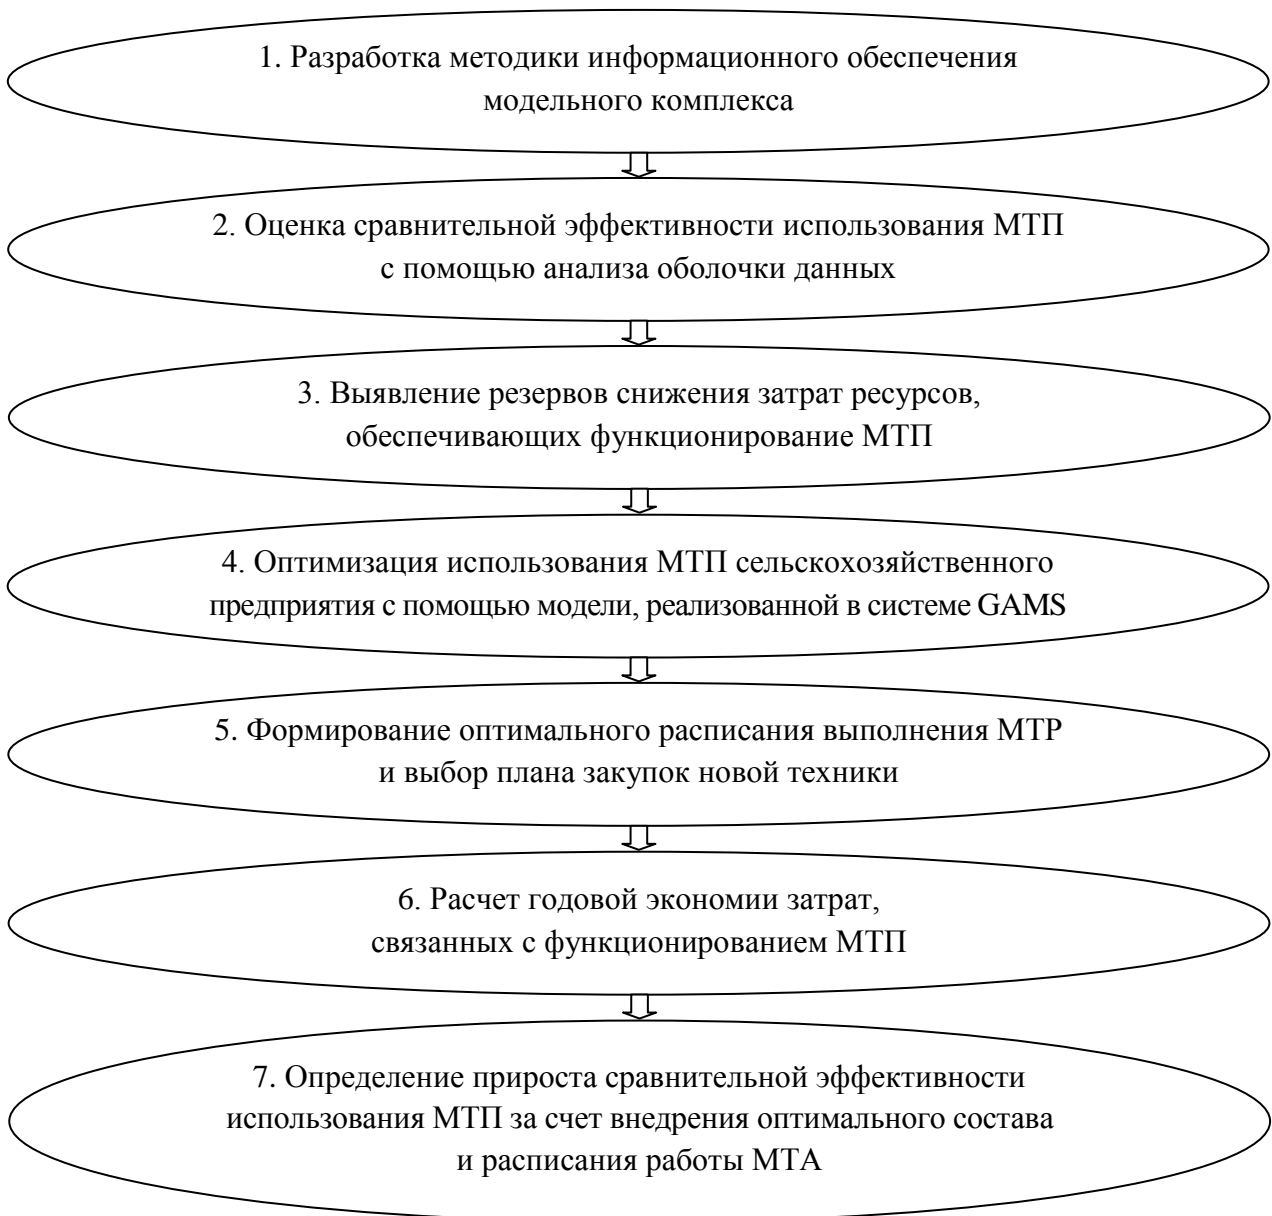 1. Разработка методики информационного обеспечения
модельного комплекса
2. Оценка сравнительной эффективности использования МТП
с помощью анализа оболочки данных
3. Выявление резервов снижения затрат ресурсов,
обеспечивающих функционирование МТП
4. Оптимизация использования МТП сельскохозяйственного
предприятия с помощью модели, реализованной в системе GAMS
5. Формирование оптимального расписания выполнения МТР
и выбор плана закупок новой техники
6. Расчет годовой экономии затрат,
связанных с функционированием МТП
7. Определение прироста сравнительной эффективности
использования МТП за счет внедрения оптимального состава
и расписания работы МТА